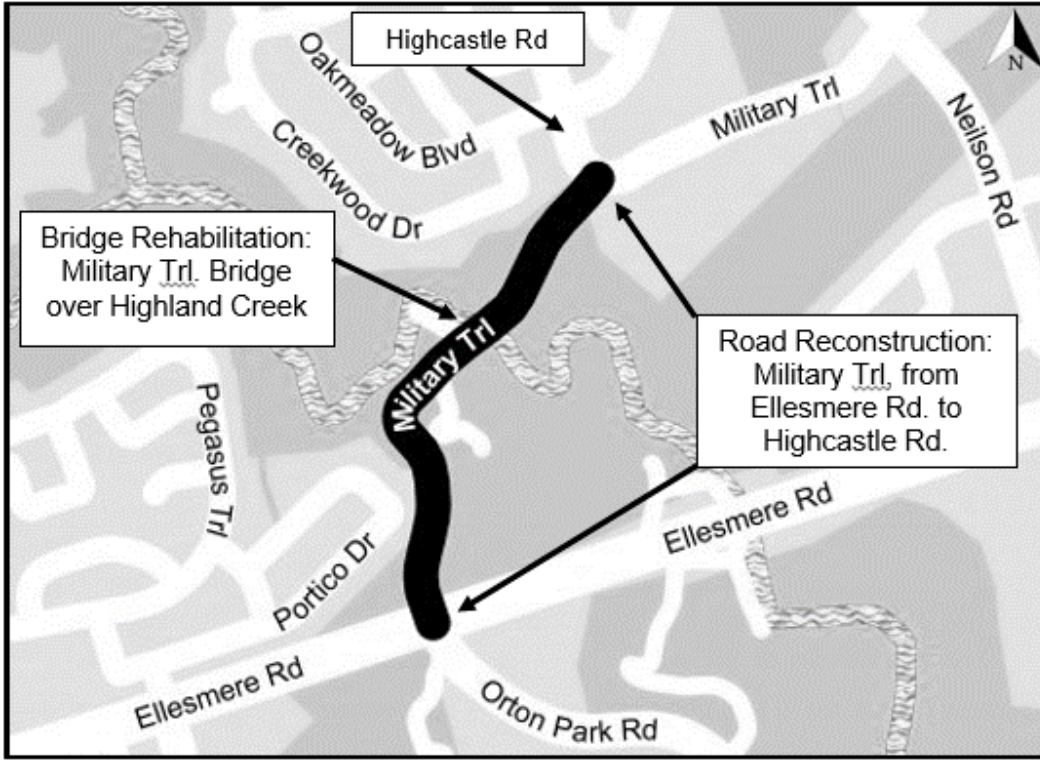 Highcastle Rd
N
Oakmeadow Blvd
Military Trl
Neilson Rd
Creekwood Dr
Bridge Rehabilitation:
Military Trl. Bridge
over Highland Creek
Military Trl
Road Reconstruction:
Military Trl, from
Ellesmere Rd. to
Highcastle Rd.
Pegasus Trl
Ellesmere Rd
Portico Dr
Ellesmere Rd
Orton Park Rd